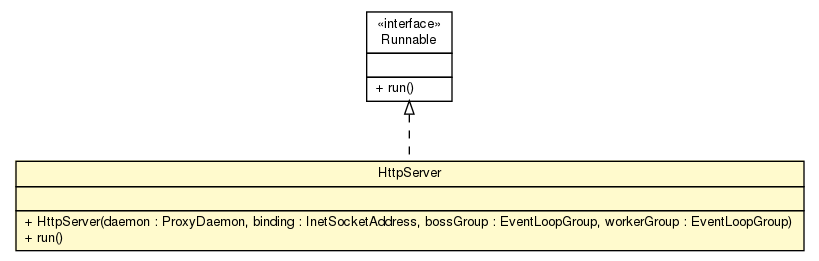 «interface»
Runnable
+ run()
HttpServer
+ HttpServer(daemon : ProxyDaemon, binding : InetSocketAddress, bossGroup : EventLoopGroup, workerGroup : EventLoopGroup)
+ run()